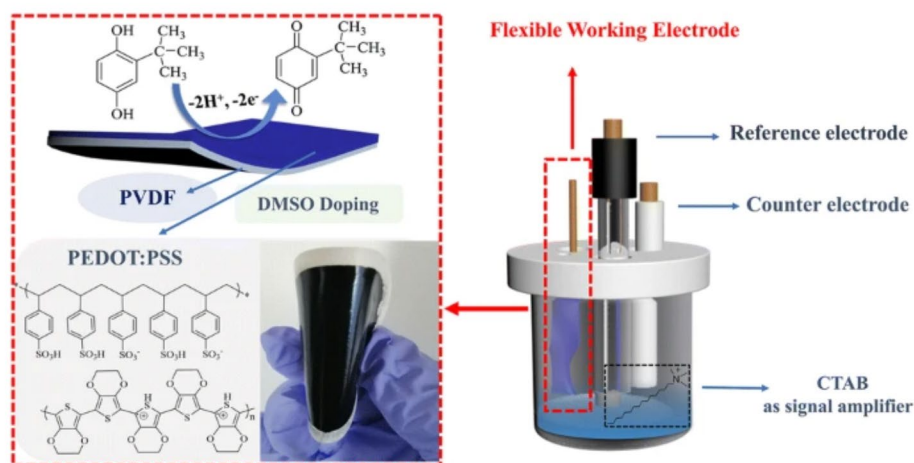 Flexible Working Electrode
OH
CH₃
C—CH₃
CH₃
OH
-2H⁺, -2e⁻
O
CH₃
C—CH₃
CH₃
O
PVDF
DMSO Doping
PEDOT:PSS
SO₃H SO₃H SO₃⁻ SO₃H SO₃⁻
O O O O SH
S S S S n
O O O O O O
Reference electrode
Counter electrode
N
CTAB
as signal amplifier